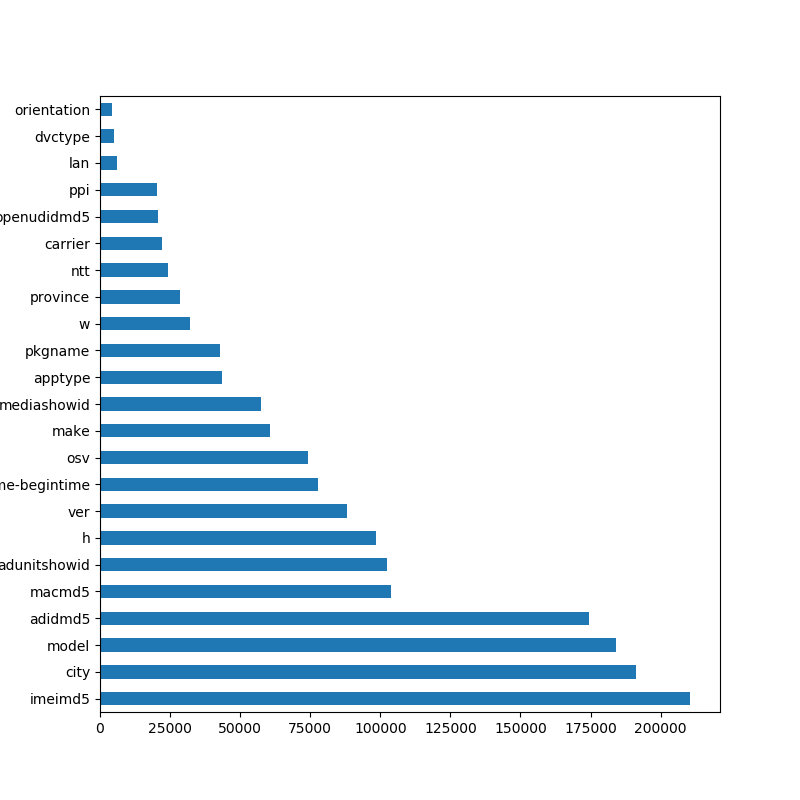 orientation
dvctype
lan
ppi
openudidmd5
carrier
ntt
province
w
pkgname
apptype
mediashowid
make
osv
me-begintime
ver
h
adunitshowid
macmd5
adidmd5
model
city
imeimd5
0 25000 50000 75000 100000 125000 150000 175000 200000